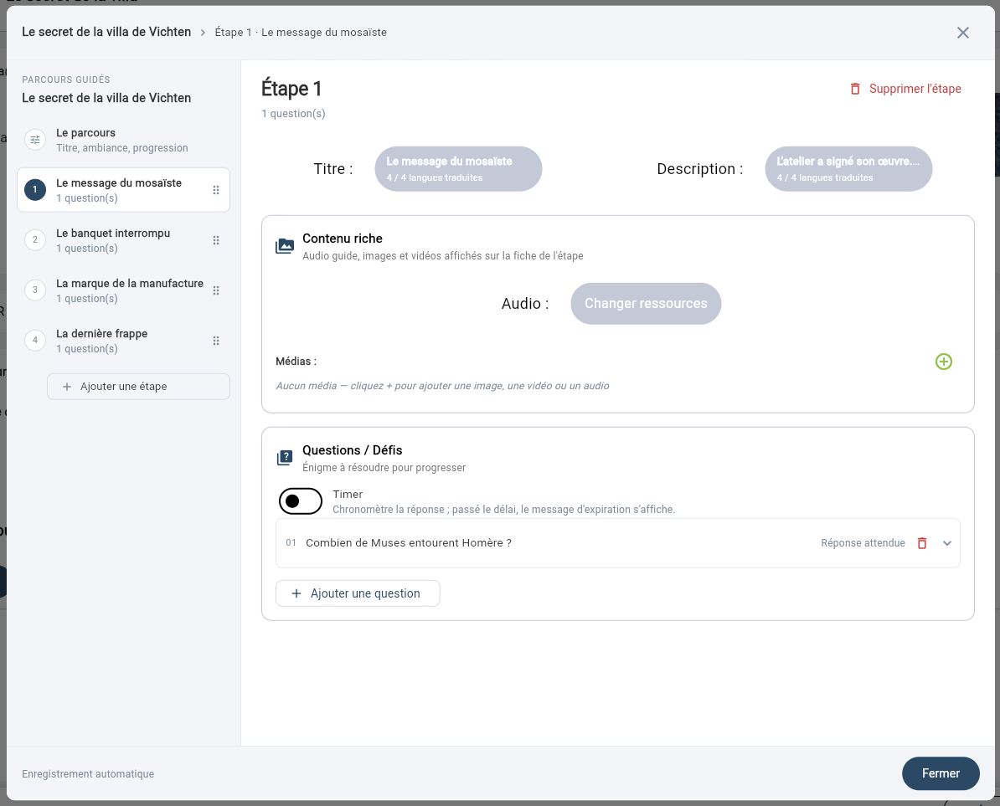 Le secret de la villa de Vichten > Étape 1 · Le message du mosaïste
PARCOURS GUIDÉS
Le secret de la villa de Vichten
Le parcours
Titre, ambiance, progression
1 Le message du mosaïste
1 question(s)
2 Le banquet interrompu
1 question(s)
3 La marque de la manufacture
1 question(s)
4 La dernière frappe
1 question(s)
+ Ajouter une étape
Étape 1
Supprimer l'étape
1 question(s)
Titre :
Le message du mosaïste
4 / 4 langues traduites
Description :
L'atelier a signé son œuvre....
4 / 4 langues traduites
Contenu riche
Audio guide, images et vidéos affichés sur la fiche de l'étape
Audio : Changer ressources
Médias :
Aucun média — cliquez + pour ajouter une image, une vidéo ou un audio
Questions / Défis
Énigme à résoudre pour progresser
Timer
Chronomètre la réponse ; passé le délai, le message d'expiration s'affiche.
01 Combien de Muses entourent Homère ? Réponse attendue
+ Ajouter une question
Enregistrement automatique
Fermer